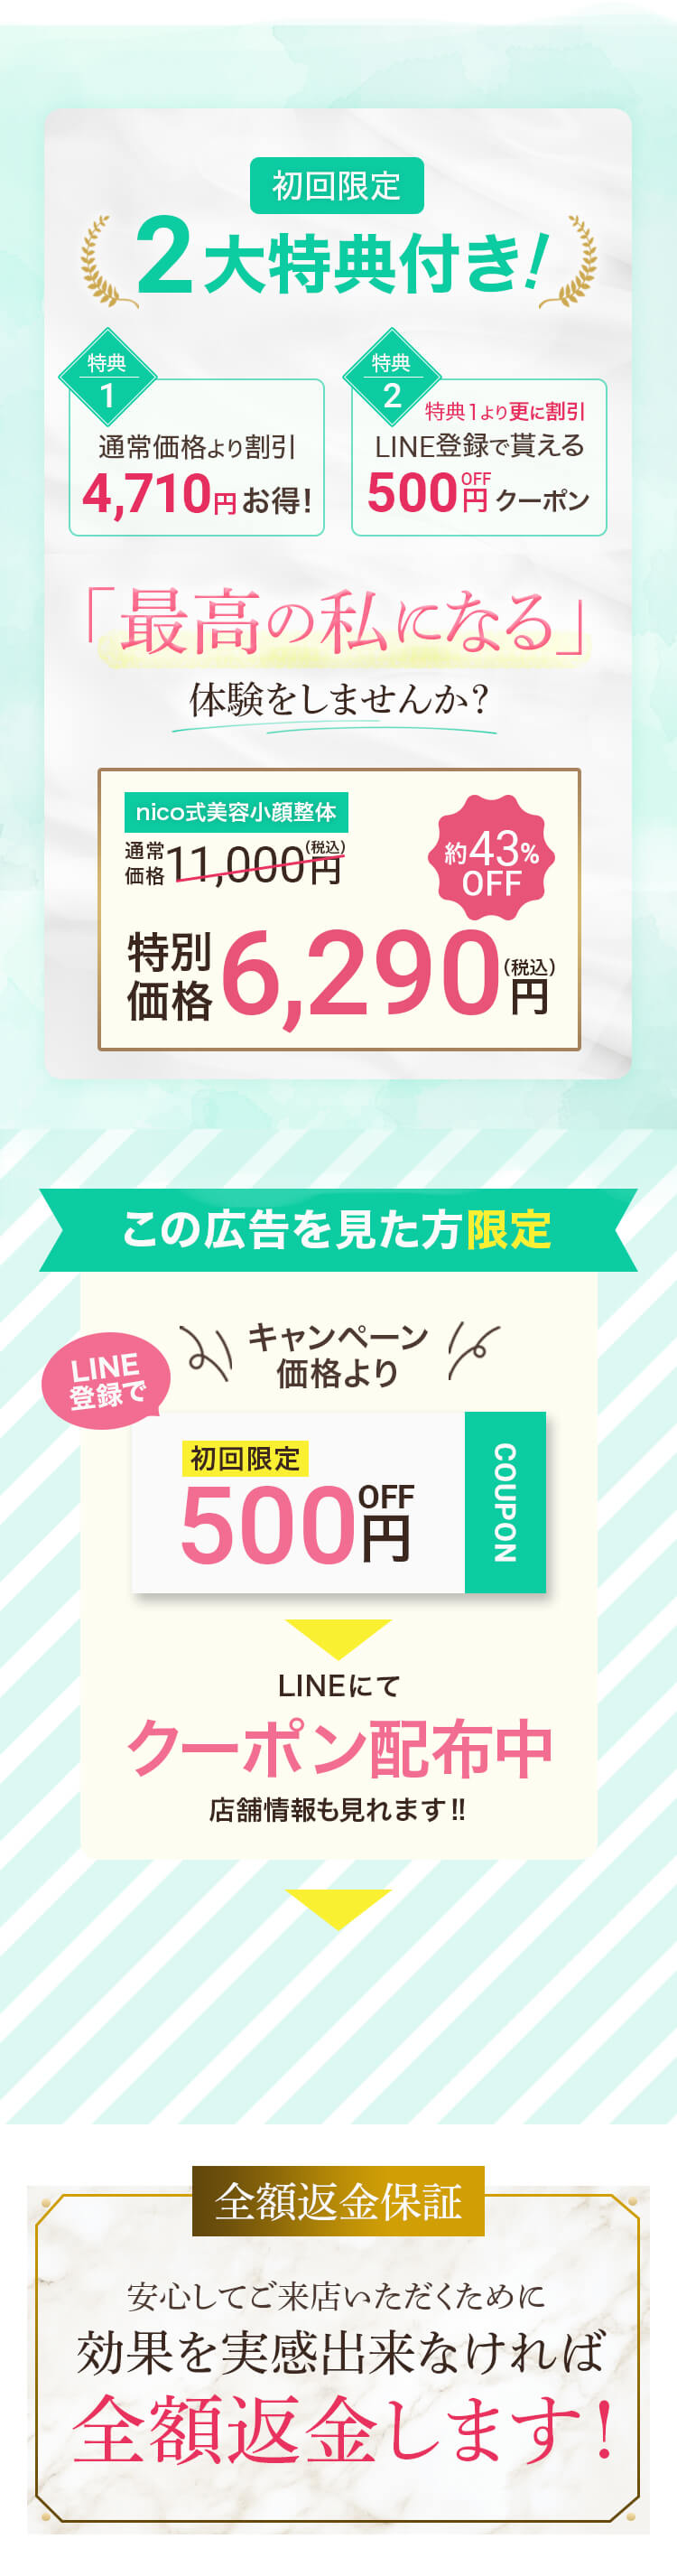 初回限定
2大特典付き!
特典
1
通常価格より割引
4,710円お得!
特典
2
特典1より更に割引
LINE登録で貰える
500円OFFクーポン
「最高の私になる」
体験をしませんか?
nico式美容小顔整体
通常価格11,000円(税込)
約43%
OFF
特別価格6,290円(税込)
この広告を見た方限定
キャンペーン
価格より
LINE
登録で
初回限定
500円OFF
COUPON
LINEにて
クーポン配布中
店舗情報も見れます!!
全額返金保証
安心してご来店いただくために
効果を実感出来なければ
全額返金します!